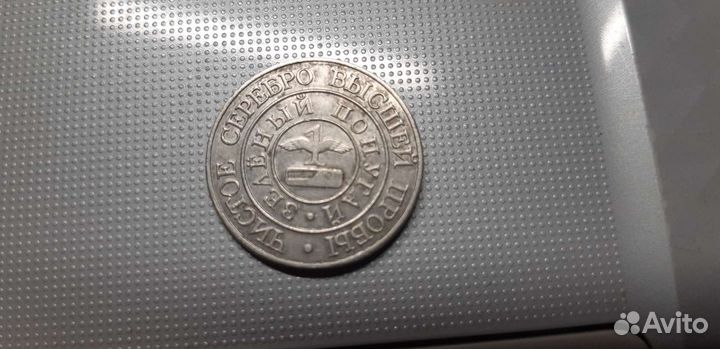 ЧИСТОЕ СЕРЕБРО ВЫСШЕЙ ПРОБЫ •
ЗЕЛЁНЫЙ ПОПУГАЙ •
1
Avito